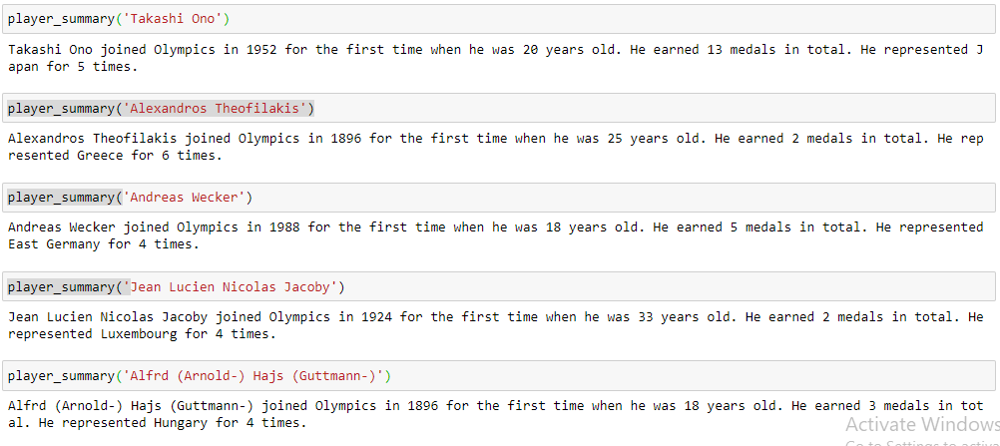 player_summary('Takashi Ono')
Takashi Ono joined Olympics in 1952 for the first time when he was 20 years old. He earned 13 medals in total. He represented J
apan for 5 times.
player_summary('Alexandros Theofilakis')
Alexandros Theofilakis joined Olympics in 1896 for the first time when he was 25 years old. He earned 2 medals in total. He rep
resented Greece for 6 times.
player_summary('Andreas Wecker')
Andreas Wecker joined Olympics in 1988 for the first time when he was 18 years old. He earned 5 medals in total. He represented
East Germany for 4 times.
player_summary('Jean Lucien Nicolas Jacoby')
Jean Lucien Nicolas Jacoby joined Olympics in 1924 for the first time when he was 33 years old. He earned 2 medals in total. He
represented Luxembourg for 4 times.
player_summary('Alfrd (Arnold-) Hajs (Guttmann-)')
Alfrd (Arnold-) Hajs (Guttmann-) joined Olympics in 1896 for the first time when he was 18 years old. He earned 3 medals in tot
al. He represented Hungary for 4 times.
Activate Windows
Go to Settings to